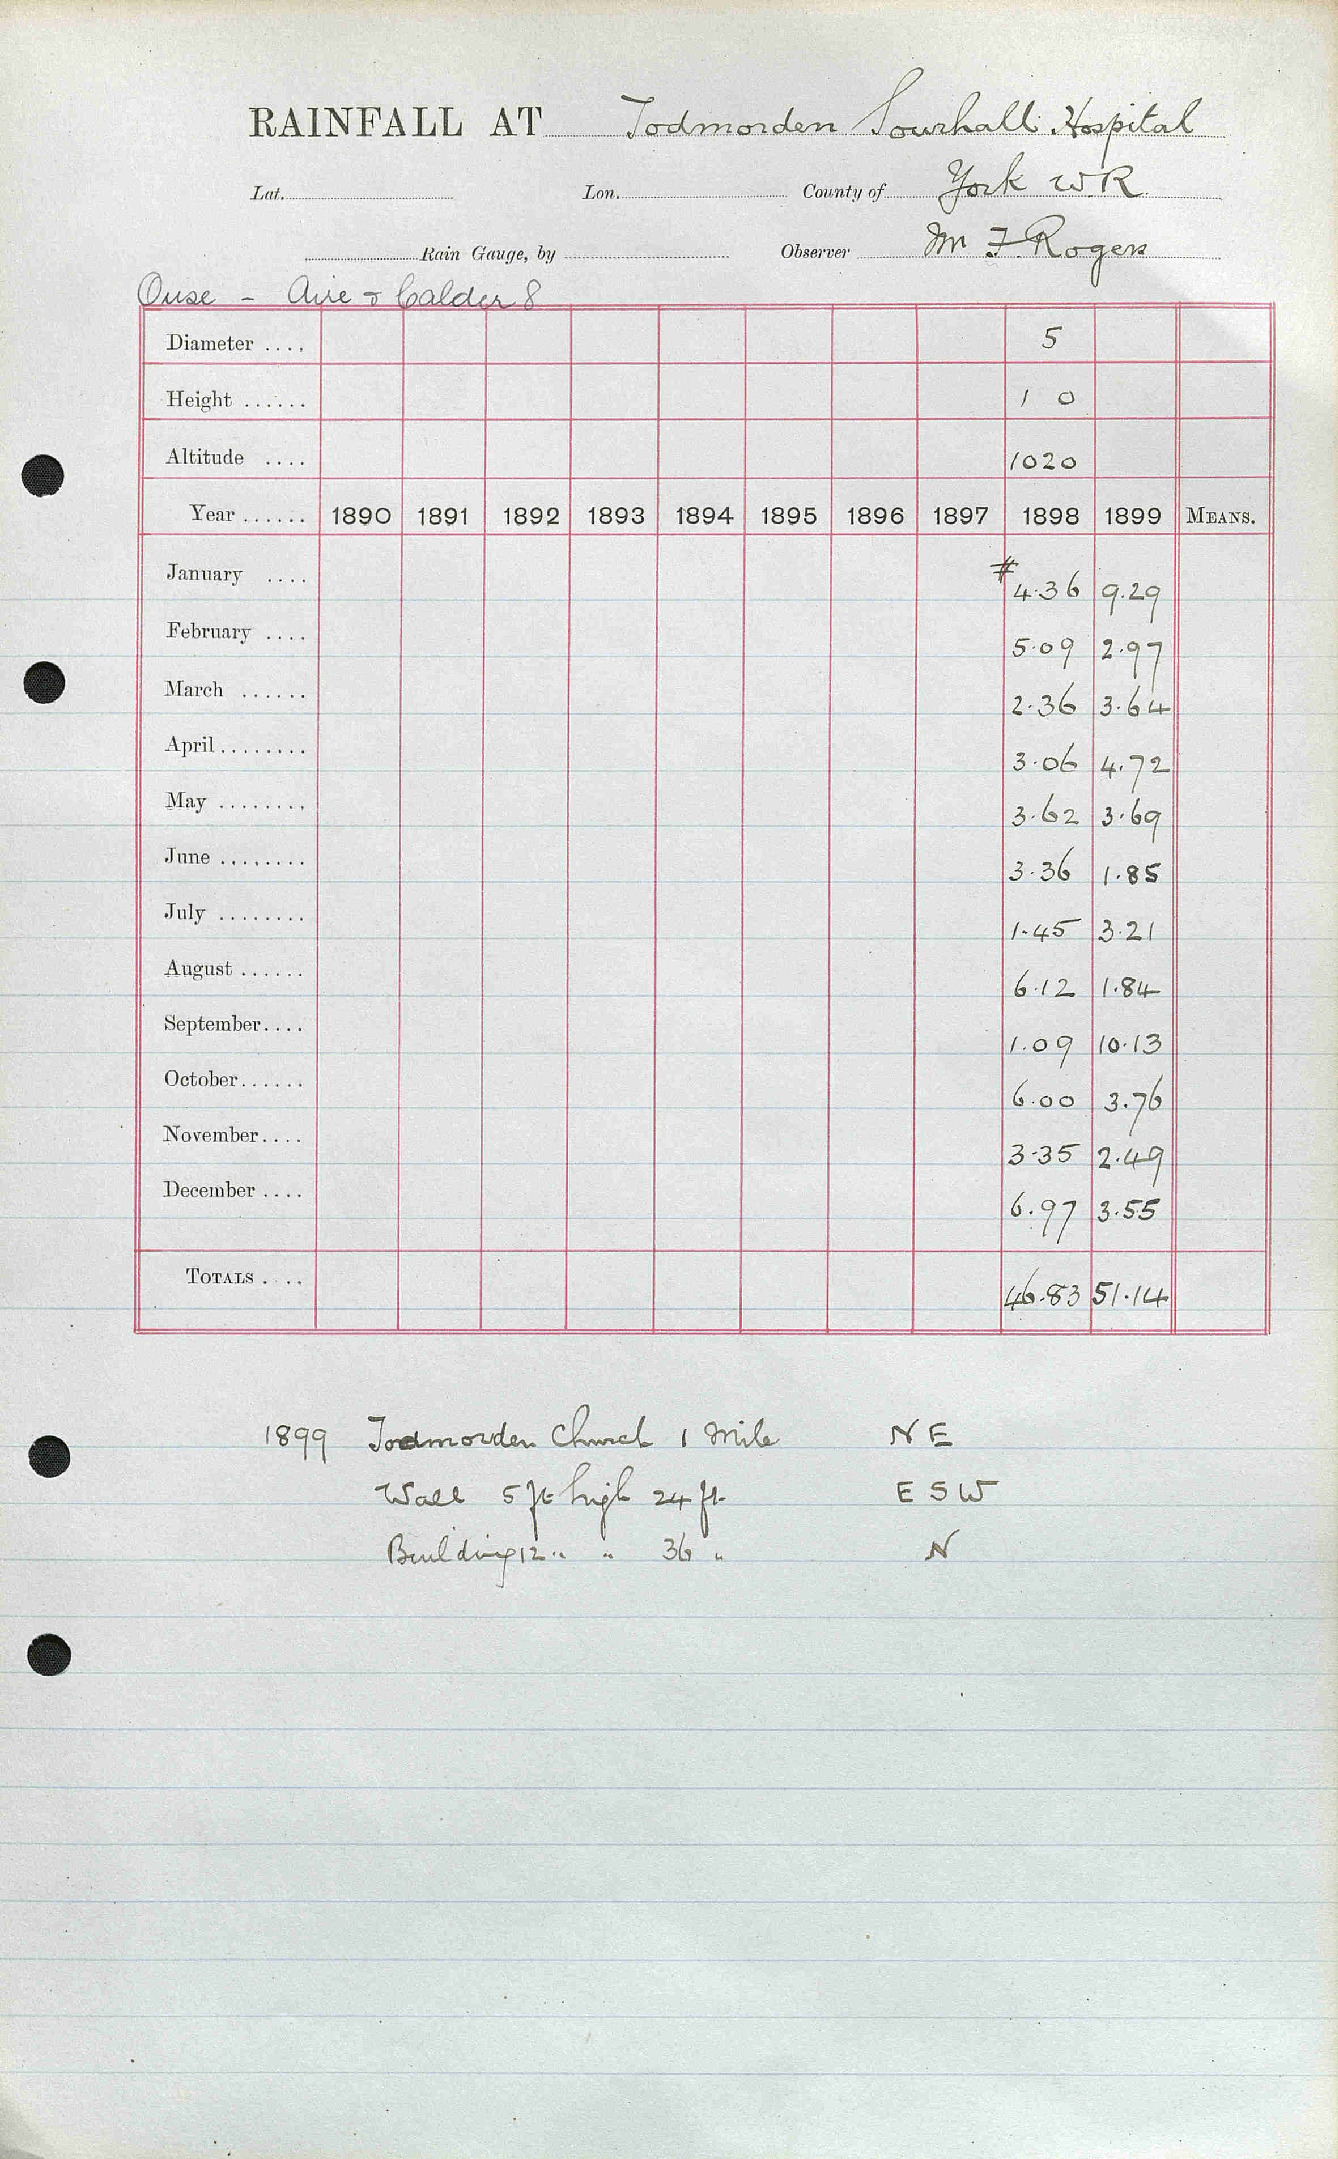 RAINFALL AT Todmorden Sourhall Hospital
Lat. Lon. County of York W R
Rain Gauge, by Observer Mr F Rogers
Ouse - Aire & Calder 8
Diameter .... 5
Height ...... 1 0
Altitude .... 1020
Year ...... 1890 1891 1892 1893 1894 1895 1896 1897 1898 1899 MEANS.
January .... # 4.36 9.29
February .... 5.09 2.97
March ...... 2.36 3.64
April ........ 3.06 4.72
May ........ 3.62 3.69
June ........ 3.36 1.85
July ........ 1.45 3.21
August ...... 6.12 1.84
September.... 1.09 10.13
October...... 6.00 3.76
November.... 3.35 2.49
December .... 6.97 3.55
TOTALS .... 46.83 51.14
1899 Todmorden Church 1 Mile NE
Wall 5 ft high 24 ft. E S W
Building 12 " " 36 " N